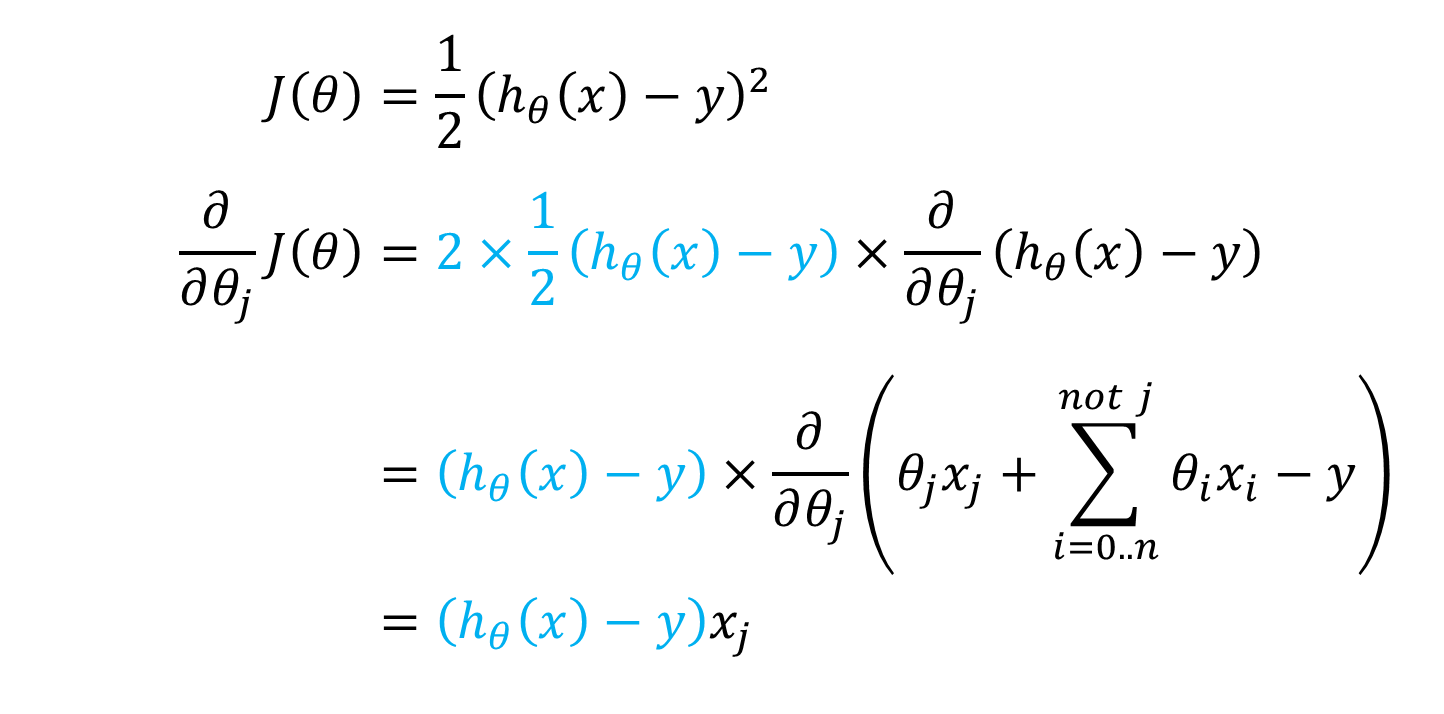 J(θ) = 1/2 (h_θ(x) − y)²
∂/∂θ_j J(θ) = 2 × 1/2 (h_θ(x) − y) × ∂/∂θ_j (h_θ(x) − y)
= (h_θ(x) − y) × ∂/∂θ_j (θ_j x_j + ∑_{i=0..n}^{not j} θ_i x_i − y)
= (h_θ(x) − y)x_j